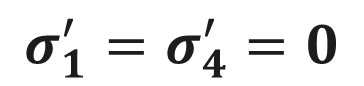 σ′₁ = σ′₄ = 0